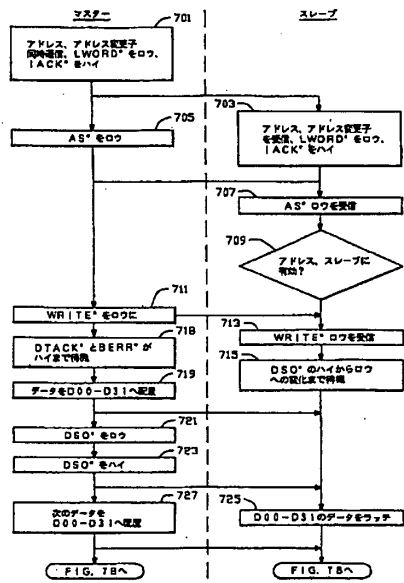 マスター
スレーブ
701
アドレス、アドレス変更子
同時送信、LWORD*をロウ、
IACK*をハイ
703
アドレス、アドレス変更子
を受信、LWORD*をロウ、
IACK*をハイ
705
AS*をロウ
707
AS*ロウを受信
709
アドレス、スレーブに
有効?
711
WRITE*をロウに
713
WRITE*ロウを受信
718
DTACK*とBERR*が
ハイまで待機
715
DSO*のハイからロウ
への変化まで待機
719
データをD00-D31へ配置
721
DSO*をロウ
723
DSO*をハイ
727
次のデータを
D00-D31へ配置
725
D00-D31のデータをラッチ
FIG. 7Bへ
FIG. 7Bへ